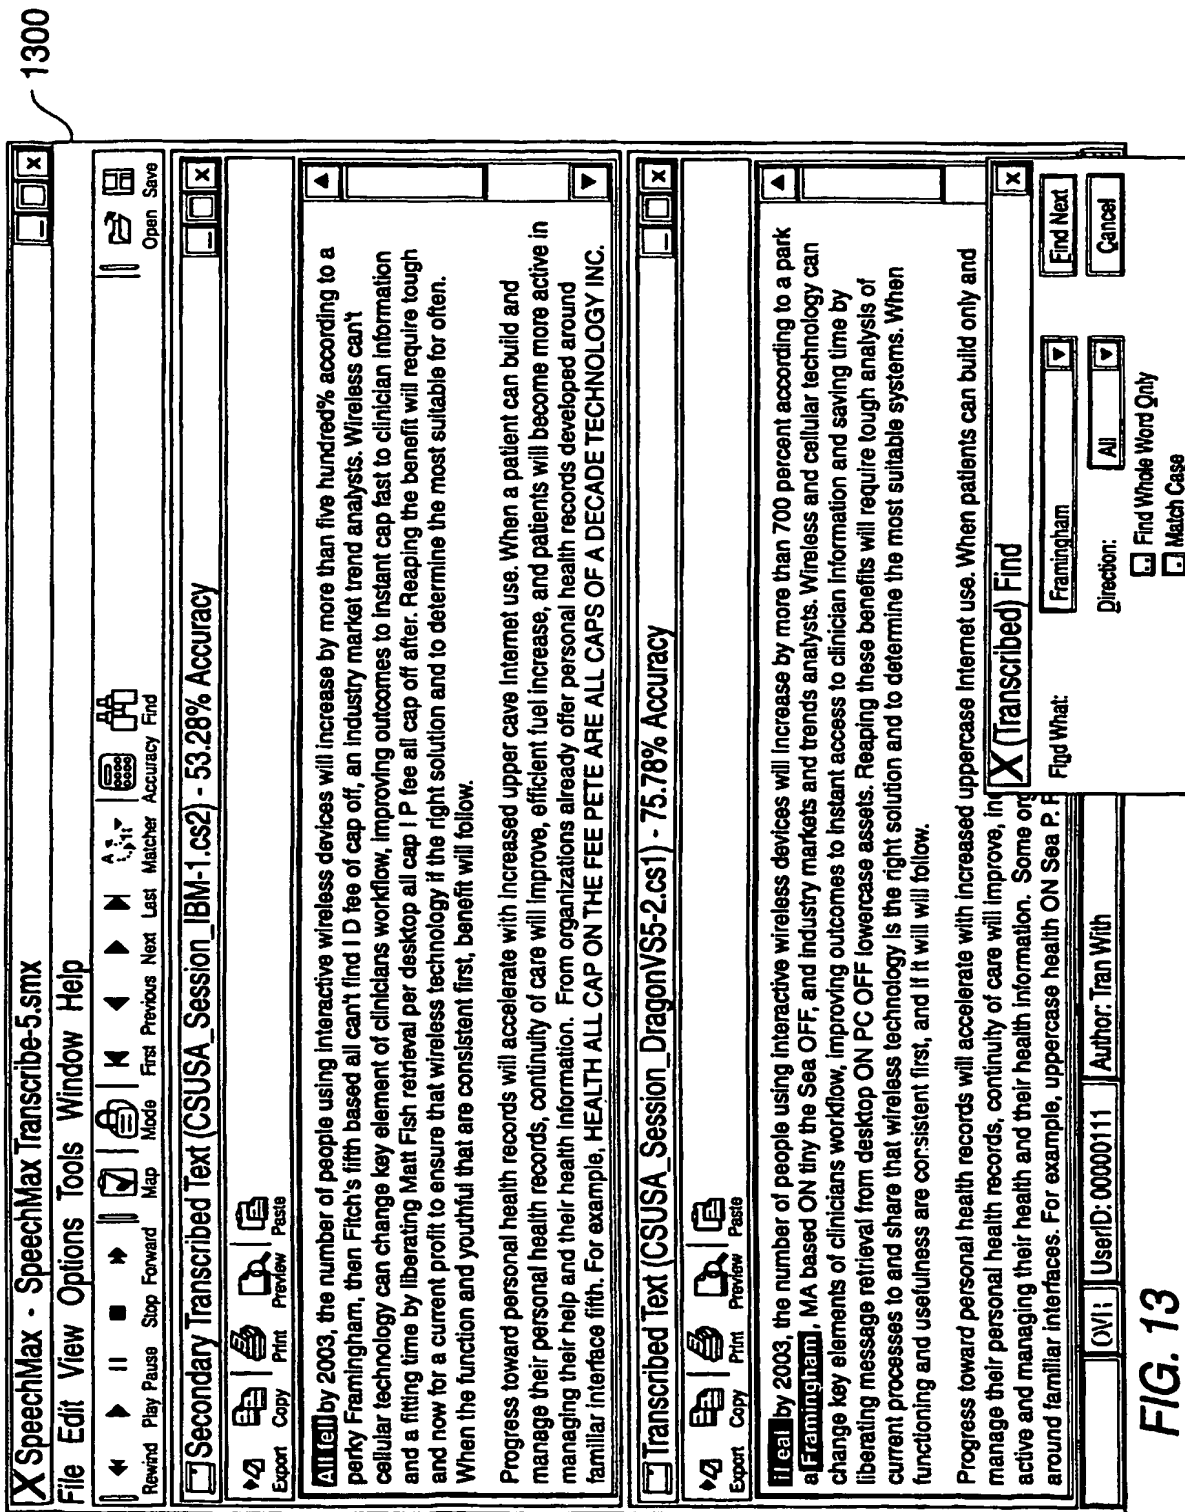 1300
X SpeechMax - SpeechMax Transcribe-5.smx
File Edit View Options Tools Window Help
Rewind Play Pause Stop Forward Map Mode First Previous Next Last Matcher Accuracy Find Open Save
Secondary Transcribed Text (CSUSA_Session_IBM-1.cs2) - 53.28% Accuracy
Export Copy Print Preview Paste
All fell by 2003, the number of people using interactive wireless devices will increase by more than five hundred% according to a
perky Framingham, then Fitch's fifth based all can't find I D fee of cap off, an industry market trend analysts. Wireless can't
cellular technology can change key element of clinicians workflow, improving outcomes to Instant cap fast to clinician information
and a fitting time by liberating Matt Fish retrieval per desktop all cap I P fee all cap off after. Reaping the benefit will require tough
and now for a current profit to ensure that wireless technology if the right solution and to determine the most suitable for often.
When the function and youthful that are consistent first, benefit will follow.
Progress toward personal health records will accelerate with increased upper cave Internet use. When a patient can build and
manage their personal health records, continuity of care will improve, efficient fuel increase, and patients will become more active in
managing their help and their health information. From organizations already offer personal health records developed around
familiar interface fifth. For example, HEALTH ALL CAP ON THE FEE PETE ARE ALL CAPS OF A DECADE TECHNOLOGY INC.
Transcribed Text (CSUSA_Session_DragonVS5-2.cs1) - 75.78% Accuracy
Export Copy Print Preview Paste
if eal by 2003, the number of people using interactive wireless devices will increase by more than 700 percent according to a park
a Framingham, MA based ON tiny the Sea OFF, and industry markets and trends analysts. Wireless and cellular technology can
change key elements of clinicians workflow, improving outcomes to Instant access to clinician Information and saving time by
liberating message retrieval from desktop ON PC OFF lowercase assets. Reaping these benefits will require tough analysis of
current processes to and share that wireless technology is the right solution and to determine the most suitable systems. When
functioning and usefulness are consistent first, and if it will follow.
Progress toward personal health records will accelerate with increased uppercase Internet use. When patients can build only and
manage their personal health records, continuity of care will improve, inc
active and managing their health and their health Information. Some org
around familiar interfaces. For example, uppercase health ON Sea P. R
X (Transcribed) Find
Find What: Framingham Find Next
Direction: All Cancel
Find Whole Word Only
Match Case
OVI: UserID: 00000111 Author: Tran With
FIG. 13